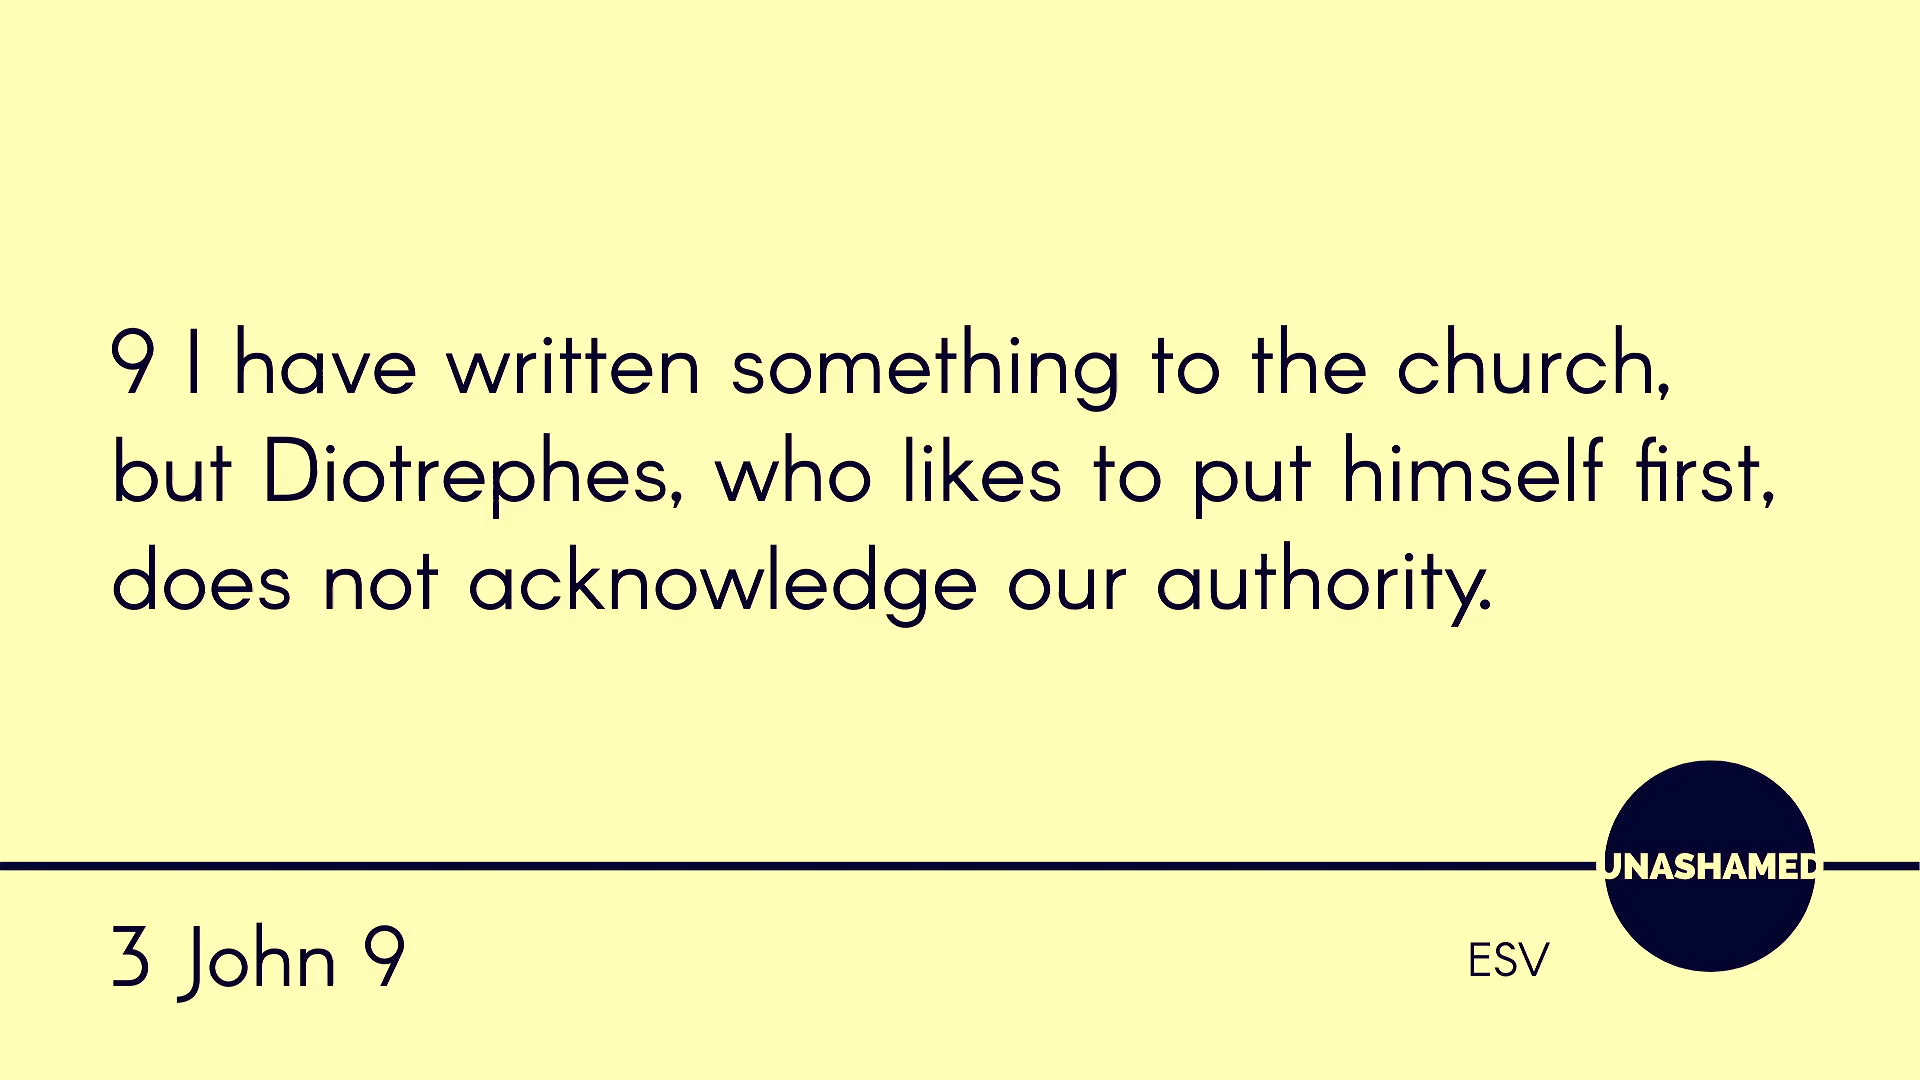 9 I have written something to the church,
but Diotrephes, who likes to put himself first,
does not acknowledge our authority.
UNASHAMED
3 John 9
ESV